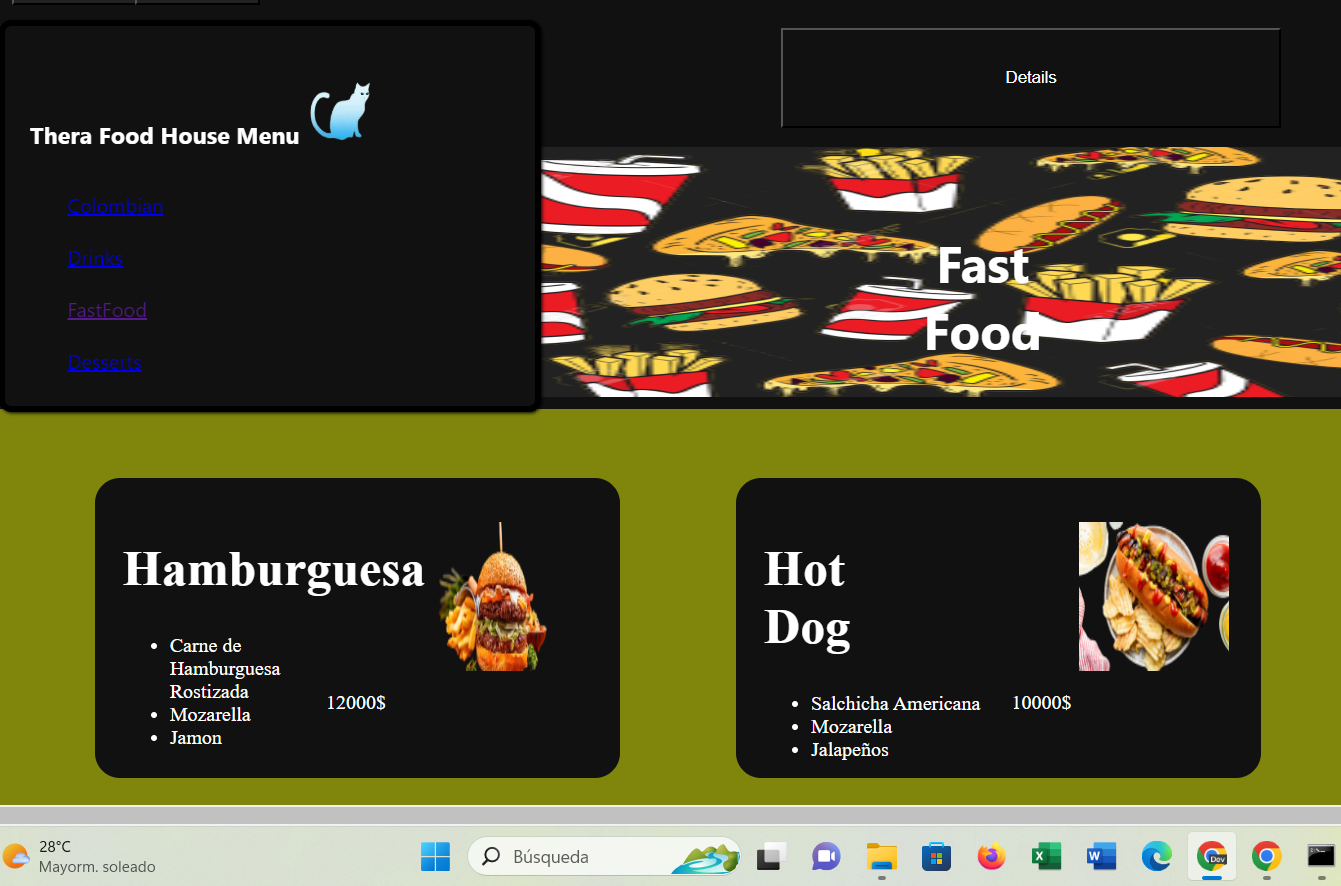 Details
Thera Food House Menu
Colombian
Drinks
FastFood
Desserts
Fast
Food
Hamburguesa
Carne de
Hamburguesa
Rostizada
Mozarella
Jamon
12000$
Hot
Dog
Salchicha Americana
Mozarella
Jalapeños
10000$
28°C
Mayorm. soleado
Búsqueda
Dev